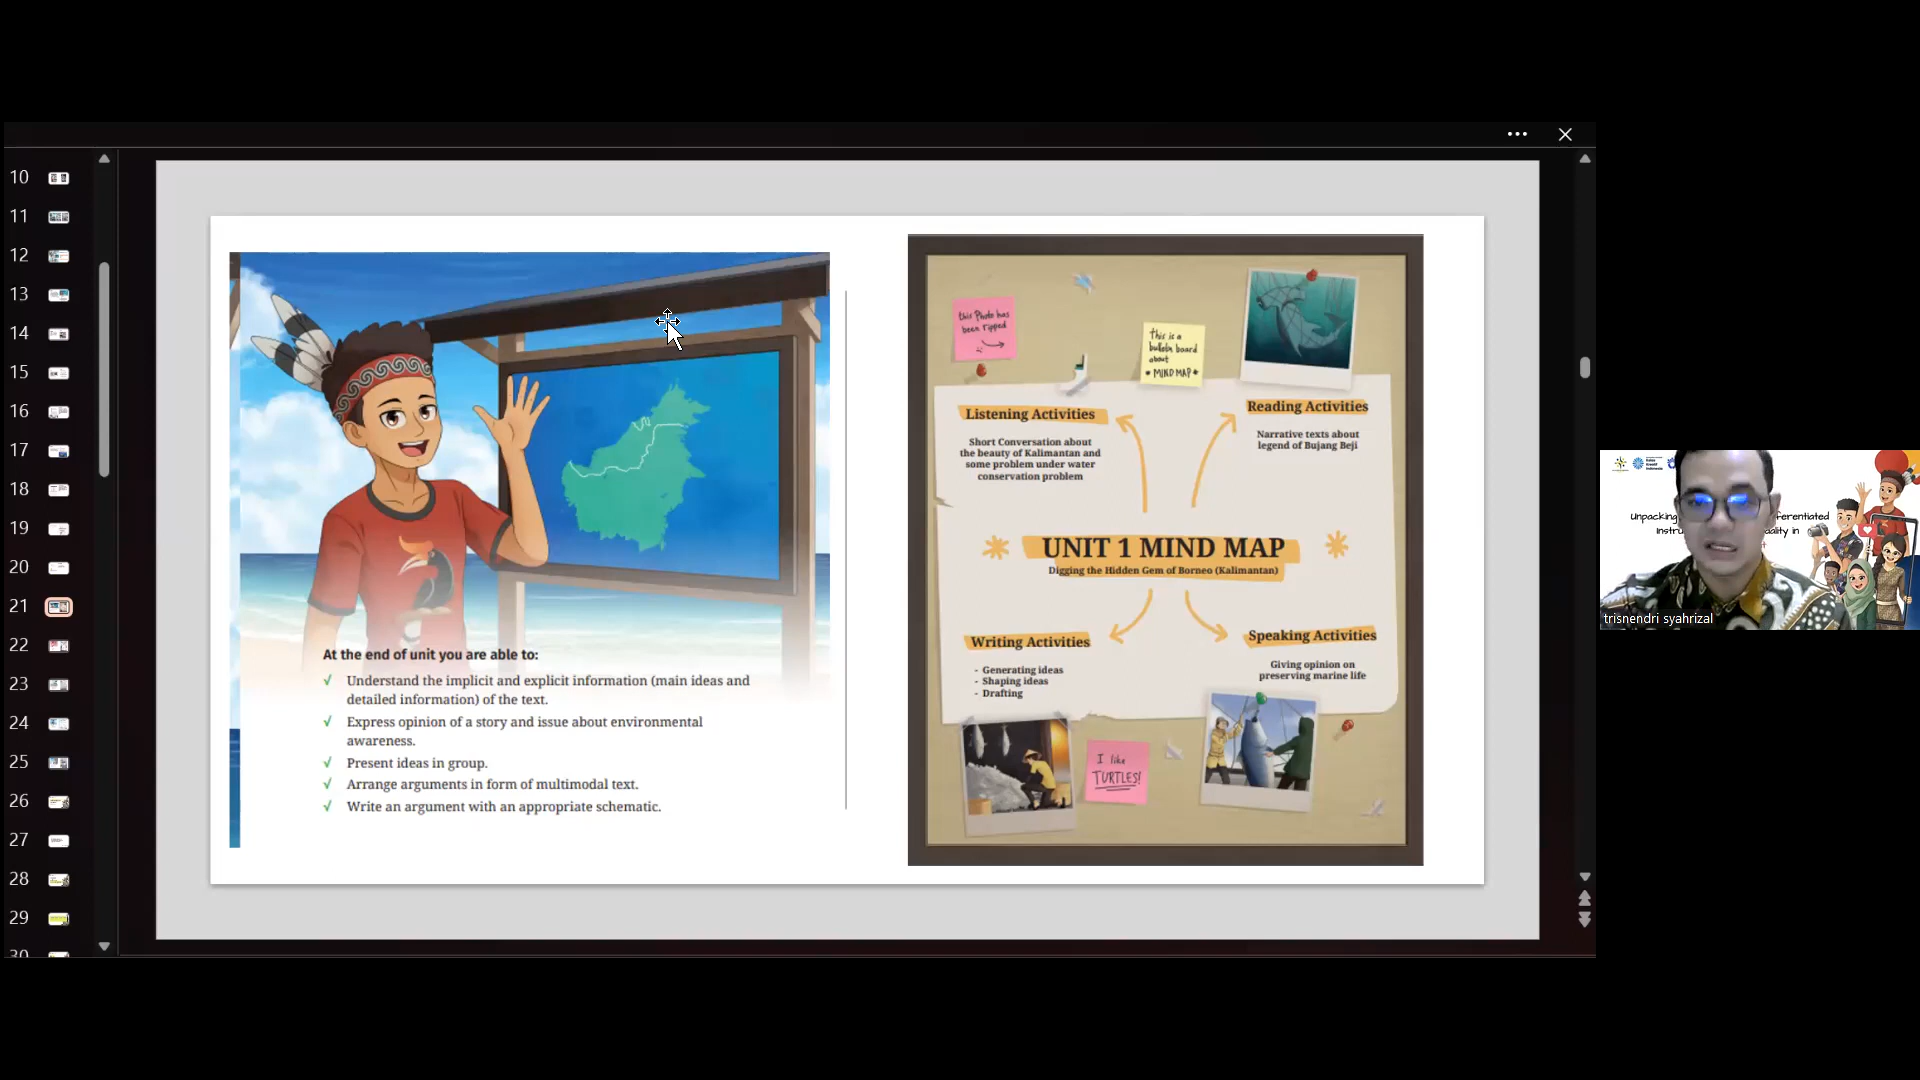 10
11
12
13
14
15
16
17
18
19
20
21
22
23
24
25
26
27
28
29
30
At the end of unit you are able to:
√ Understand the implicit and explicit information (main ideas and
detailed information) of the text.
√ Express opinion of a story and issue about environmental
awareness.
√ Present ideas in group.
√ Arrange arguments in form of multimodal text.
√ Write an argument with an appropriate schematic.
this Photo has
been ripped
this is a
bulletin board
about
MIND MAP
Listening Activities
Short Conversation about
the beauty of Kalimantan and
some problem under water
conservation problem
Reading Activities
Narrative texts about
legend of Bujang Beji
UNIT 1 MIND MAP
Digging the Hidden Gem of Borneo (Kalimantan)
Writing Activities
- Generating ideas
- Shaping ideas
- Drafting
Speaking Activities
Giving opinion on
preserving marine life
I like
TURTLES!
Unpacking
trisnendri syahrizal